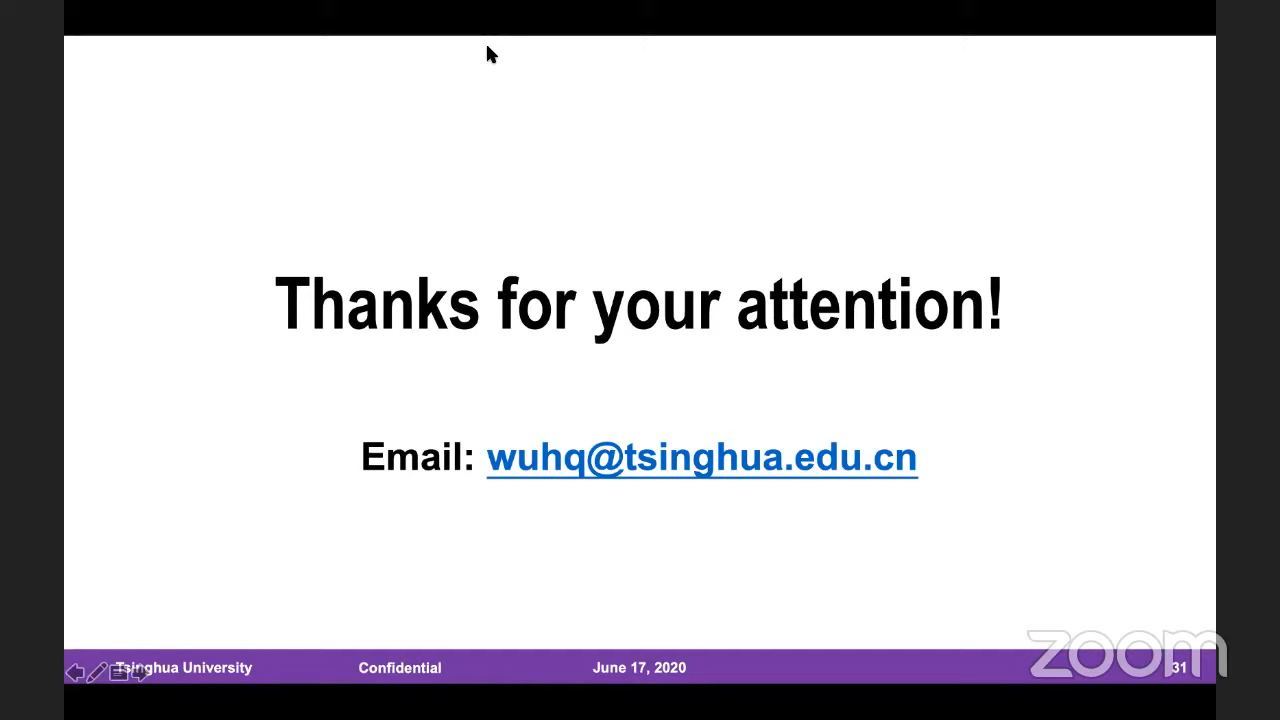 Thanks for your attention!
Email: wuhq@tsinghua.edu.cn
Tsinghua University Confidential June 17, 2020 31
zoom